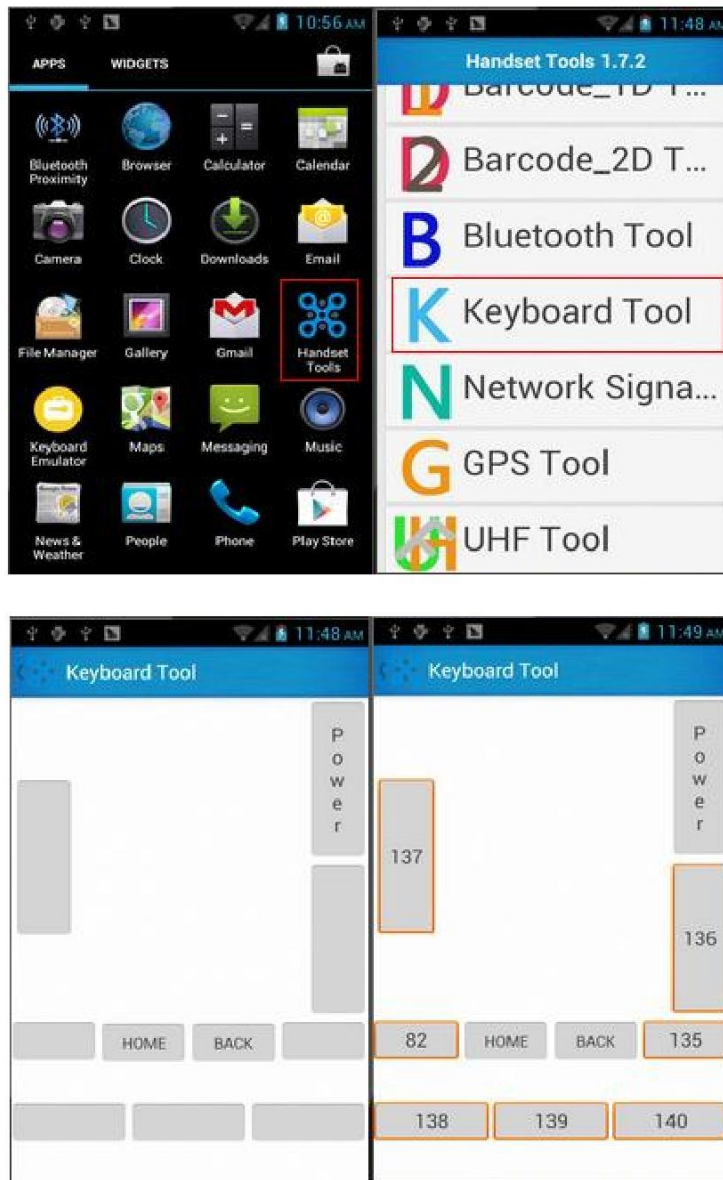 10:56 AM
APPS WIDGETS
Bluetooth Proximity
Browser
Calculator
Calendar
Camera
Clock
Downloads
Email
File Manager
Gallery
Gmail
Handset Tools
Keyboard Emulator
Maps
Messaging
Music
News & Weather
People
Phone
Play Store
11:48 AM
Handset Tools 1.7.2
Barcode_1D T...
Barcode_2D T...
Bluetooth Tool
Keyboard Tool
Network Signa...
GPS Tool
UHF Tool
11:48 AM
Keyboard Tool
Power
HOME BACK
11:49 AM
Keyboard Tool
Power
137
136
82 HOME BACK 135
138 139 140